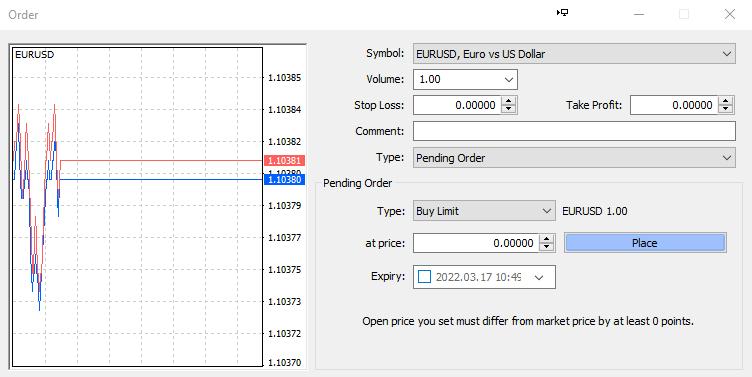 Order
EURUSD
1.10385
1.10384
1.10382
1.10381
1.10380
1.10379
1.10377
1.10375
1.10373
1.10372
1.10370
Symbol: EURUSD, Euro vs US Dollar
Volume: 1.00
Stop Loss: 0.00000 Take Profit: 0.00000
Comment:
Type: Pending Order
Pending Order
Type: Buy Limit EURUSD 1.00
at price: 0.00000 Place
Expiry: 2022.03.17 10:49
Open price you set must differ from market price by at least 0 points.